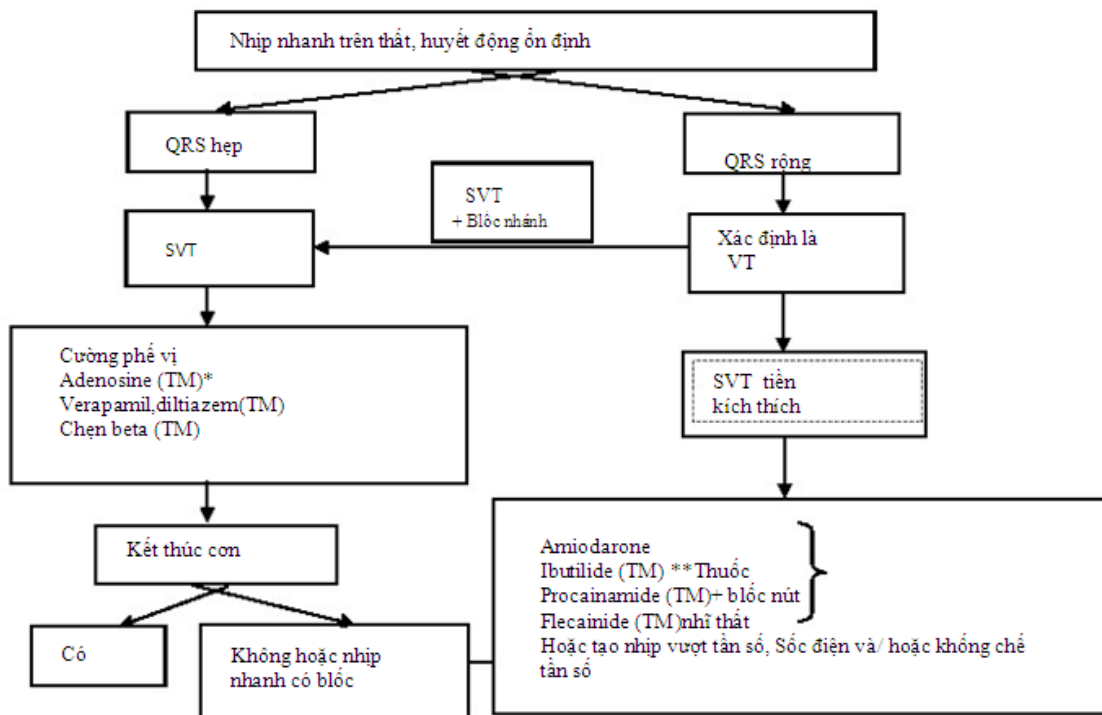 Nhịp nhanh trên thất, huyết động ổn định
QRS hẹp
QRS rộng
SVT
+ Blốc nhánh
SVT
Xác định là
VT
Cường phế vị
Adenosine (TM)*
Verapamil,diltiazem(TM)
Chẹn beta (TM)
SVT tiền
kích thích
Kết thúc cơn
Amiodarone
Ibutilide (TM) **Thuốc
Procainamide (TM)+ blốc nút
Flecainide (TM)nhĩ thất
Hoặc tạo nhịp vượt tần số, Sốc điện và/ hoặc khống chế
tần số
Có
Không hoặc nhịp
nhanh có blốc